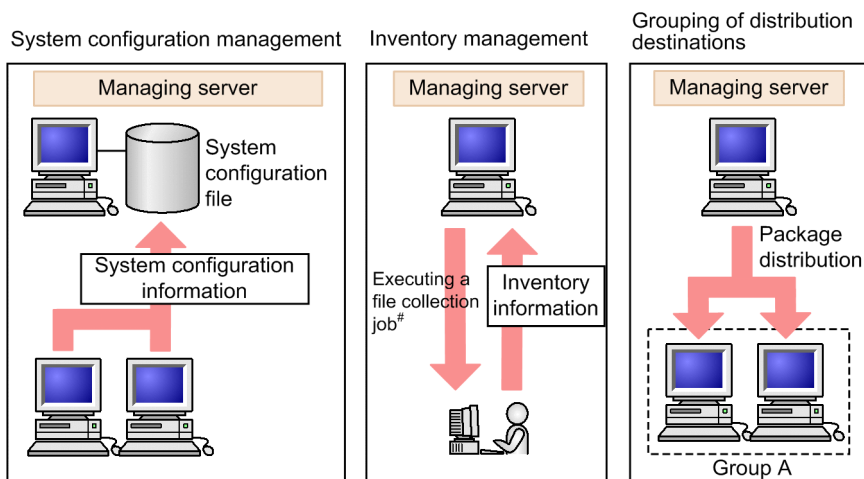 System configuration management
Managing server
System
configuration
file
System configuration
information
Inventory management
Managing server
Executing a
file collection
job#
Inventory
information
Grouping of distribution
destinations
Managing server
Package
distribution
Group A